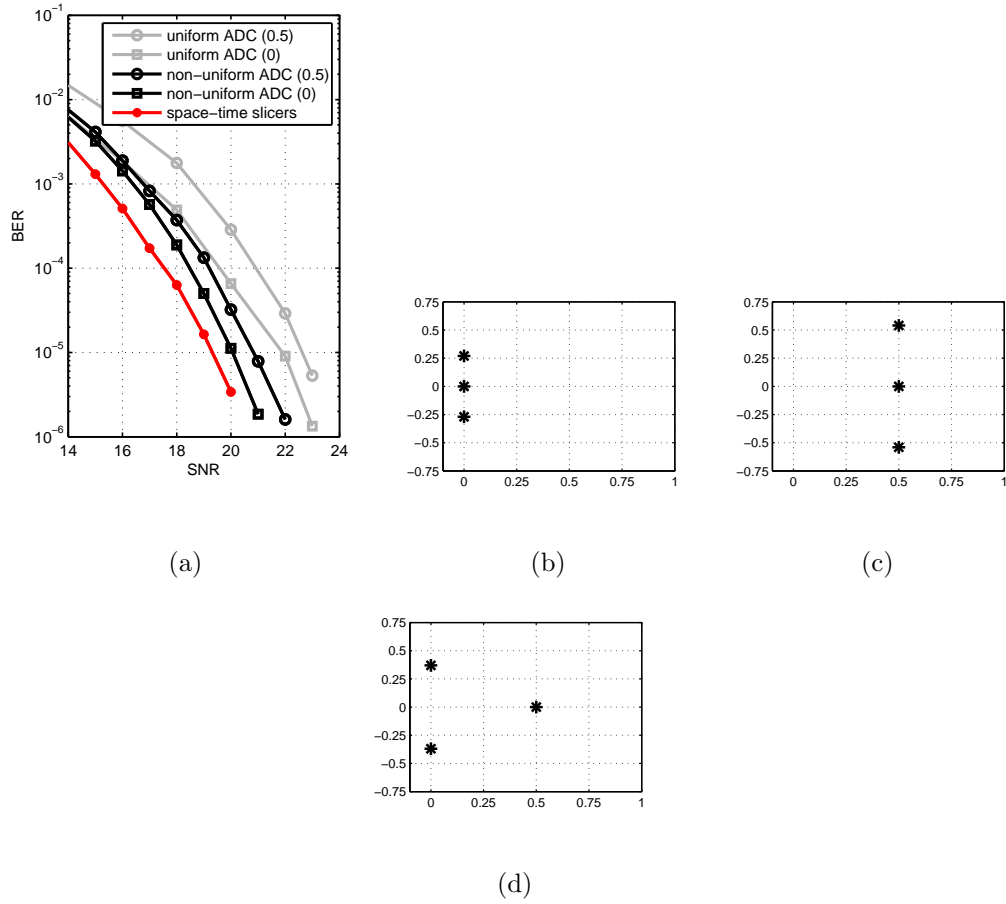 10^{-1}
10^{-2}
10^{-3}
10^{-4}
10^{-5}
10^{-6}
BER
uniform ADC (0.5)
uniform ADC (0)
non−uniform ADC (0.5)
non−uniform ADC (0)
space−time slicers
14 16 18 20 22 24
SNR
(a)
0.75
0.5
0.25
0
−0.25
−0.5
−0.75
0 0.25 0.5 0.75 1
(b)
0.75
0.5
0.25
0
−0.25
−0.5
−0.75
0 0.25 0.5 0.75 1
(c)
0.75
0.5
0.25
0
−0.25
−0.5
−0.75
0 0.25 0.5 0.75 1
(d)